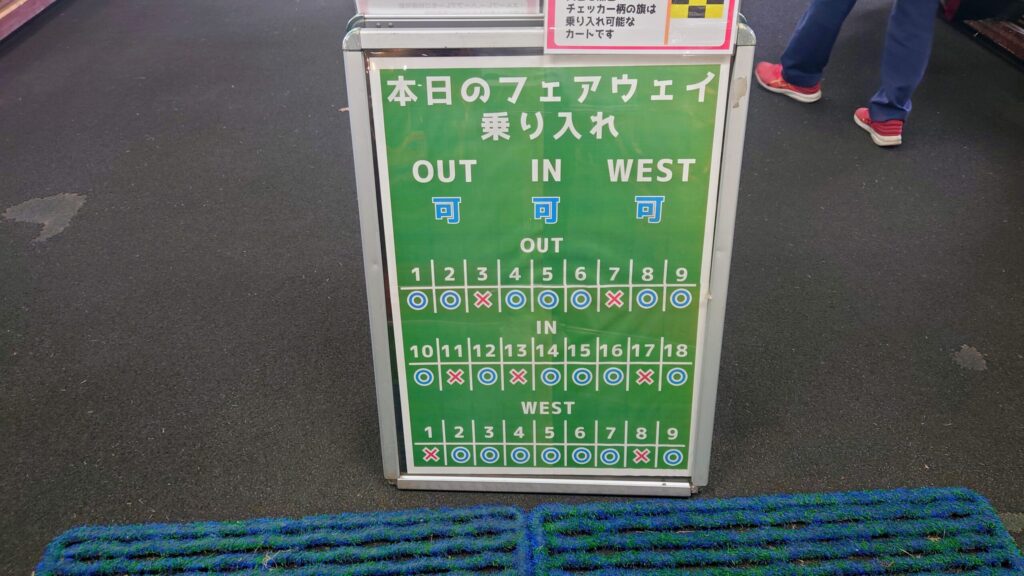 チェッカー柄の旗は
乗り入れ可能な
カートです
本日のフェアウェイ
乗り入れ
OUT IN WEST
可 可 可
OUT
1 2 3 4 5 6 7 8 9
◎ ◎ × ◎ ◎ ◎ × ◎ ◎
IN
10 11 12 13 14 15 16 17 18
◎ × ◎ × ◎ ◎ ◎ × ◎
WEST
1 2 3 4 5 6 7 8 9
× ◎ ◎ ◎ ◎ ◎ ◎ × ◎